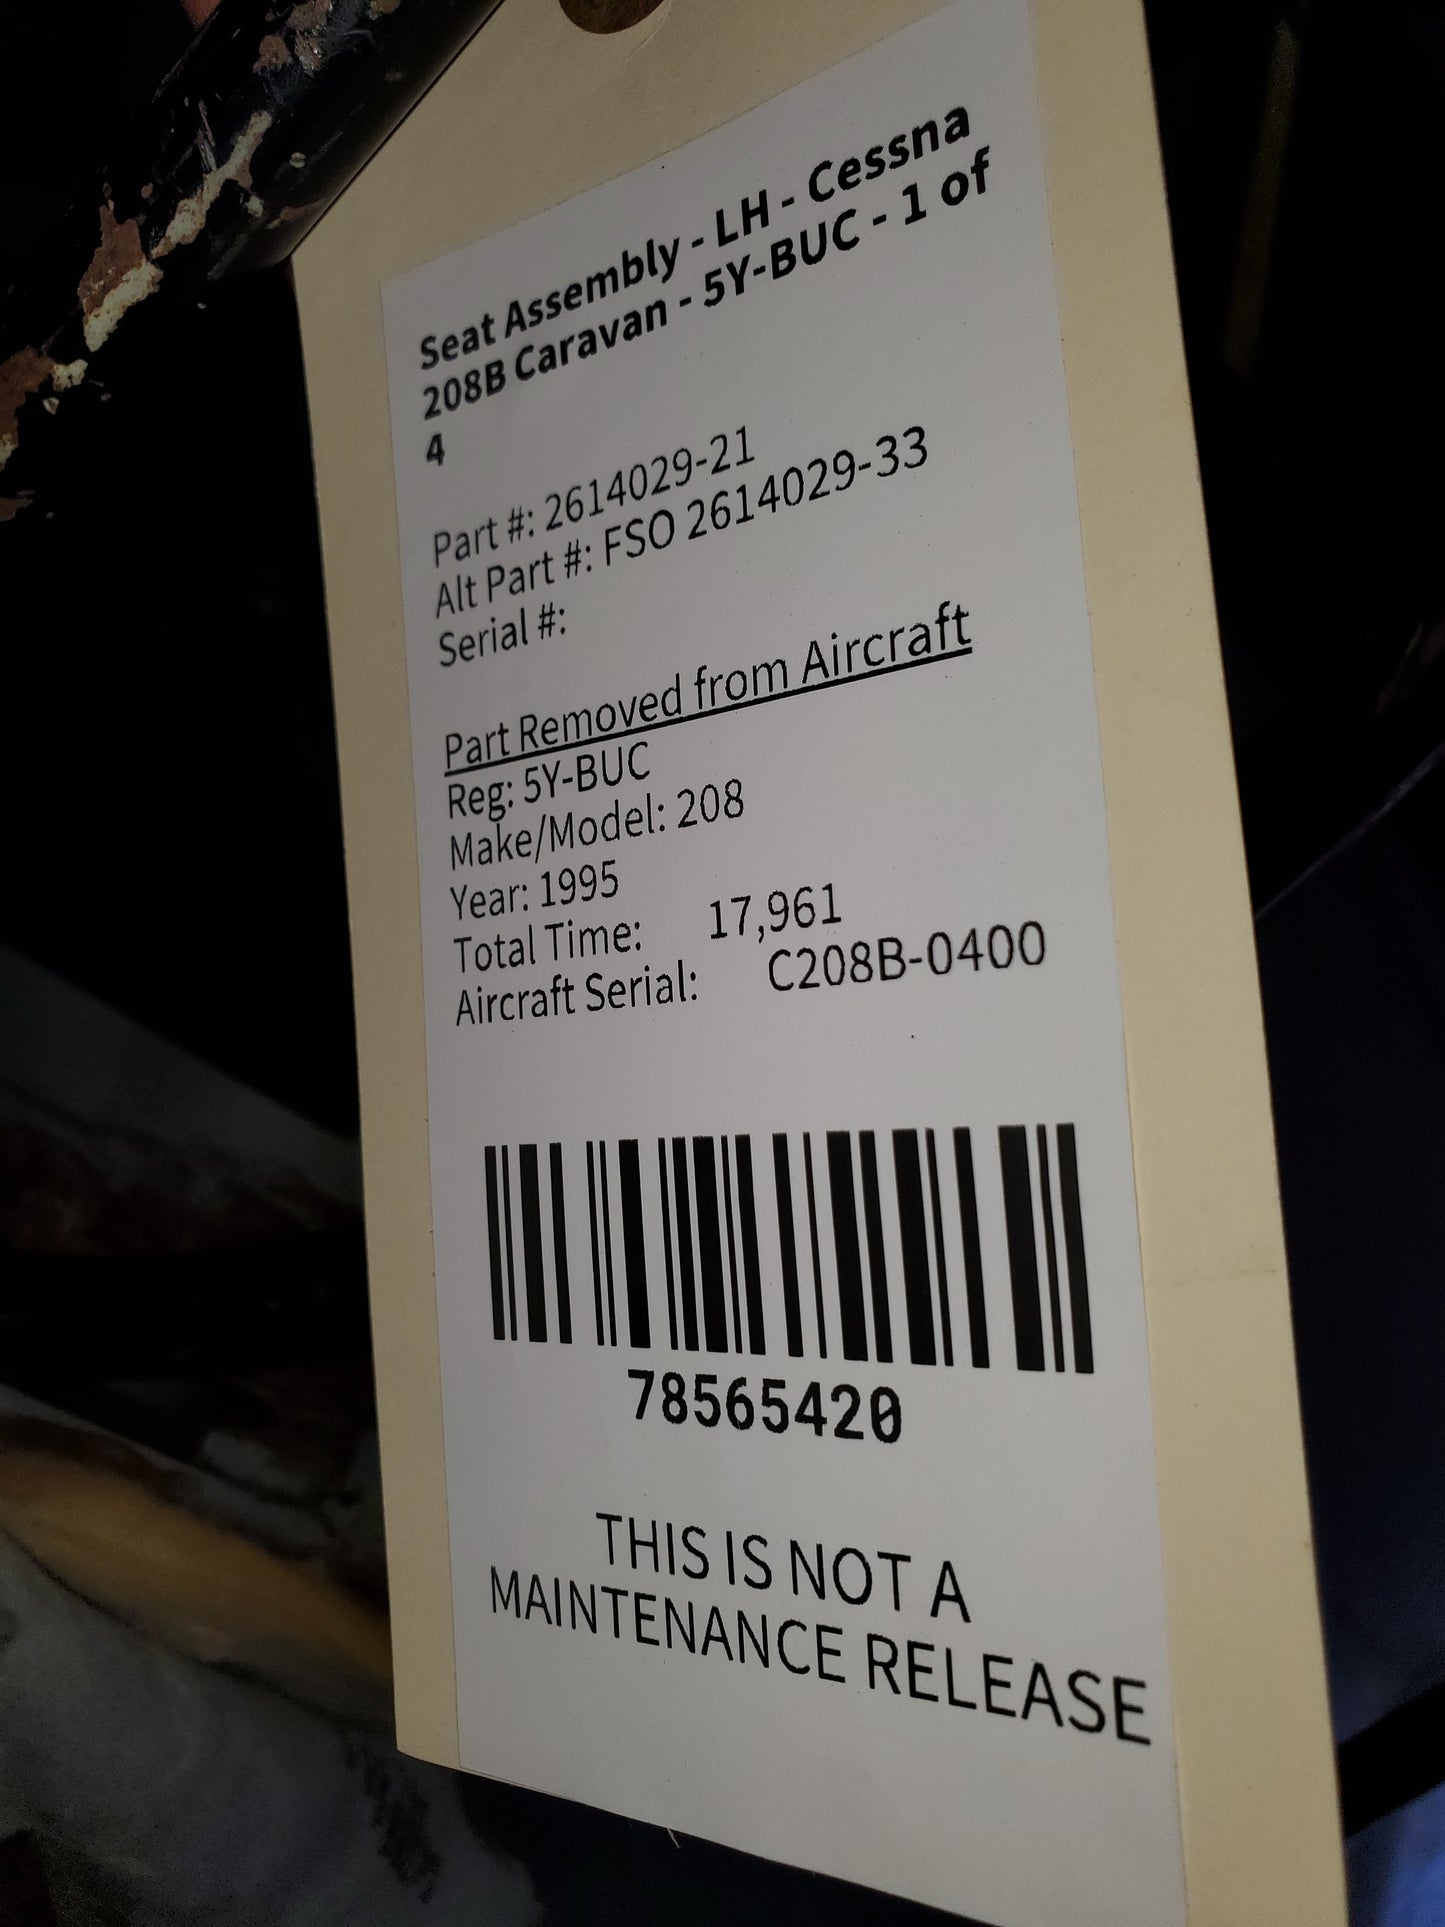 Seat Assembly - LH - Cessna
208B Caravan - 5Y-BUC - 1 of
4
Part #: 2614029-21
Alt Part #: FSO 2614029-33
Serial #:
Part Removed from Aircraft
Reg: 5Y-BUC
Make/Model: 208
Year: 1995
Total Time: 17,961
Aircraft Serial: C208B-0400
78565420
THIS IS NOT A
MAINTENANCE RELEASE